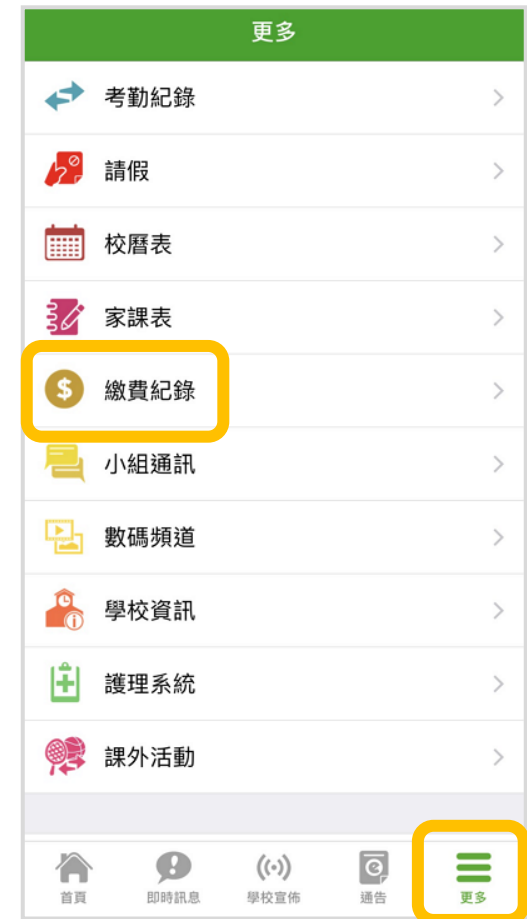 更多
考勤紀錄
請假
校曆表
家課表
$ 繳費紀錄
小組通訊
數碼頻道
學校資訊
護理系統
課外活動
首頁
即時訊息
學校宣佈
通告
更多